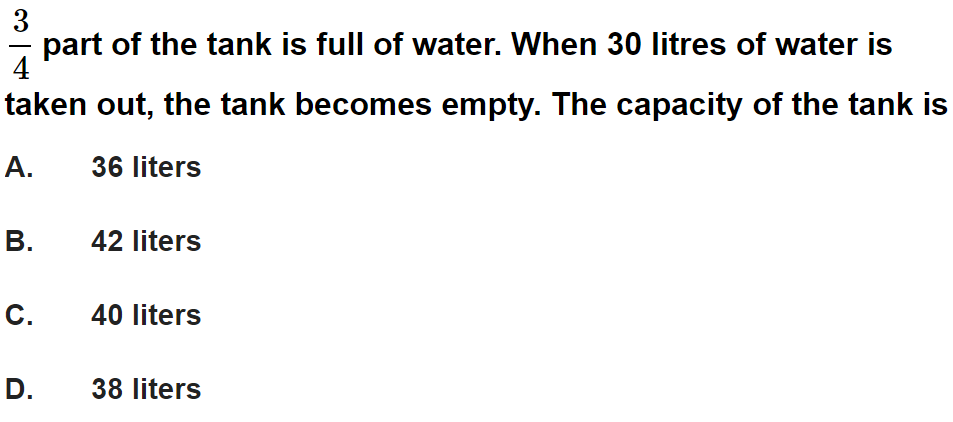 3/4 part of the tank is full of water. When 30 litres of water is
taken out, the tank becomes empty. The capacity of the tank is
A. 36 liters
B. 42 liters
C. 40 liters
D. 38 liters